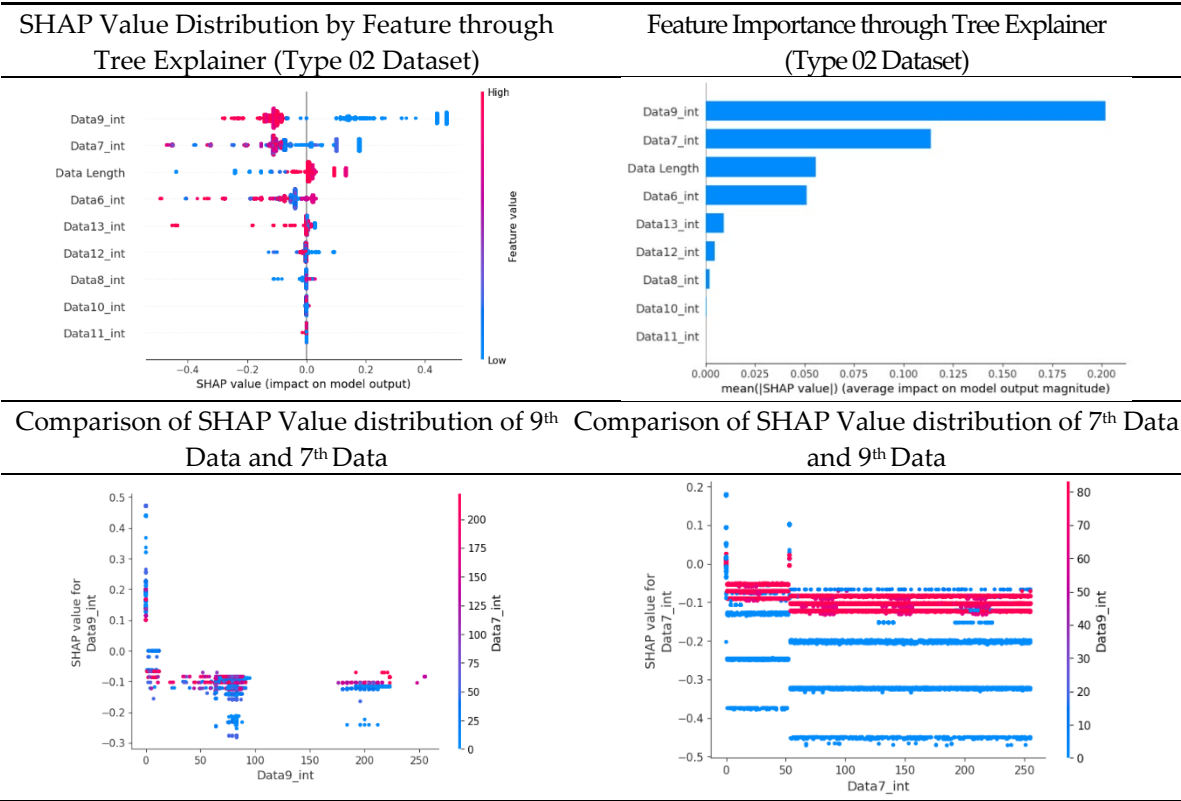 SHAP Value Distribution by Feature through
Tree Explainer (Type 02 Dataset)
Feature Importance through Tree Explainer
(Type 02 Dataset)
High
Data9_int
Data7_int
Data Length
Data6_int
Data13_int
Data12_int
Data8_int
Data10_int
Data11_int
Feature value
Low
−0.4 −0.2 0.0 0.2 0.4
SHAP value (impact on model output)
Data9_int
Data7_int
Data Length
Data6_int
Data13_int
Data12_int
Data8_int
Data10_int
Data11_int
0.000 0.025 0.050 0.075 0.100 0.125 0.150 0.175 0.200
mean(|SHAP value|) (average impact on model output magnitude)
Comparison of SHAP Value distribution of 9th
Data and 7th Data
Comparison of SHAP Value distribution of 7th Data
and 9th Data
0.5
0.4
0.3
0.2
0.1
0.0
−0.1
−0.2
−0.3
SHAP value for
Data9_int
0 50 100 150 200 250
Data9_int
200
175
150
125
100
75
50
25
0
Data7_int
0.2
0.1
0.0
−0.1
−0.2
−0.3
−0.4
−0.5
SHAP value for
Data7_int
0 50 100 150 200 250
Data7_int
80
70
60
50
40
30
20
10
0
Data9_int